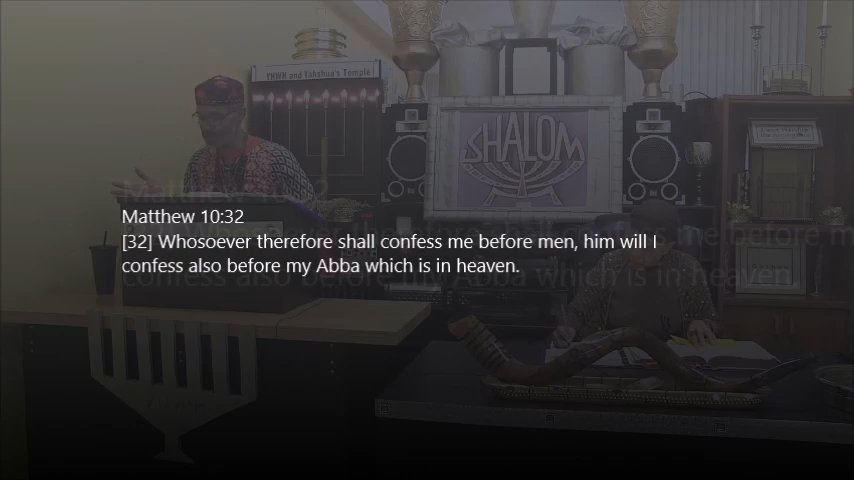 YHWH and Yahshua's Temple
SHALOM
Matthew 10:32
[32] Whosoever therefore shall confess me before men, him will I
confess also before my Abba which is in heaven.